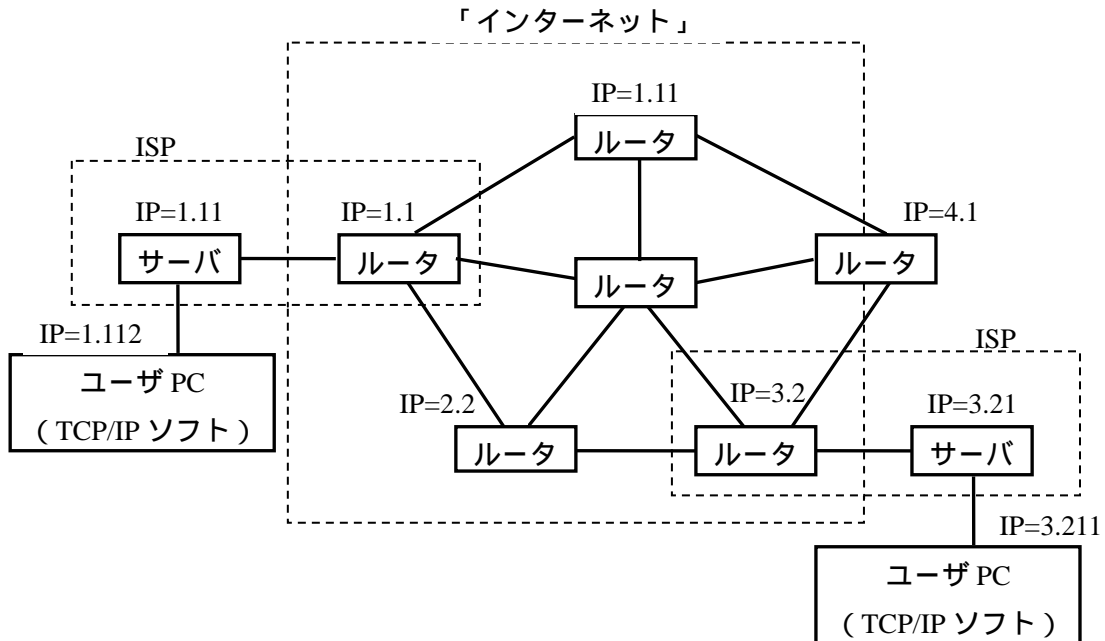 「インターネット」
IP=1.11
ルータ
ISP
IP=1.11
IP=1.1
IP=4.1
サーバ
ルータ
ルータ
ルータ
IP=1.112
ISP
ユーザ PC
（TCP/IP ソフト）
IP=2.2
IP=3.2
IP=3.21
ルータ
ルータ
サーバ
IP=3.211
ユーザ PC
（TCP/IP ソフト）